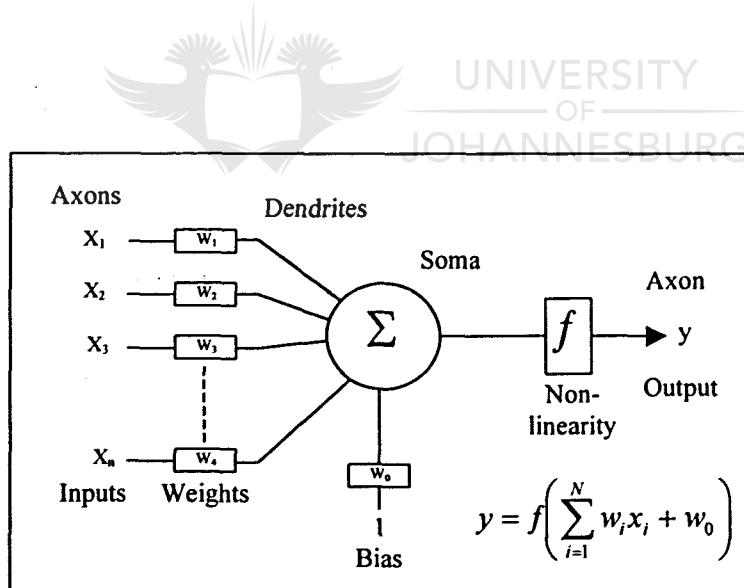 UNIVERSITY
OF
JOHANNESBURG
Axons
Dendrites
X₁ W₁
Soma
X₂ W₂
Axon
X₃ W₃
Σ
f
y
Non-
linearity
Output
Xₙ W₄
Inputs Weights
W₀
1
Bias
y = f( ∑_{i=1}^{N} w_i x_i + w_0 )